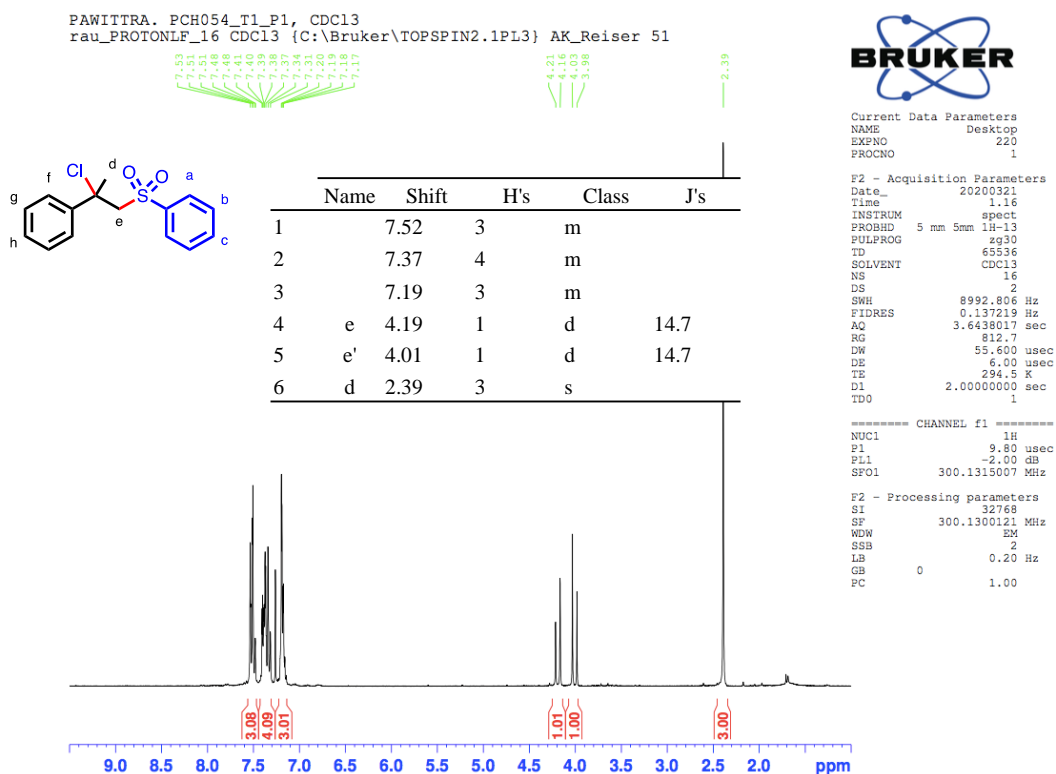 PAWITTRA. PCH054_T1_P1, CDCl3
rau_PROTONLF_16 CDCl3 {C:\Bruker\TOPSPIN2.1PL3} AK_Reiser 51
7.53
7.51
7.51
7.48
7.48
7.41
7.40
7.39
7.38
7.37
7.34
7.31
7.20
7.19
7.18
7.17
4.21
4.16
4.03
3.98
2.39
BRUKER
Cl
d
O
O
S
a
b
c
e
f
g
h
Name Shift H's Class J's
1 7.52 3 m
2 7.37 4 m
3 7.19 3 m
4 e 4.19 1 d 14.7
5 e' 4.01 1 d 14.7
6 d 2.39 3 s
Current Data Parameters
NAME Desktop
EXPNO 220
PROCNO 1
F2 - Acquisition Parameters
Date_ 20200321
Time 1.16
INSTRUM spect
PROBHD 5 mm 5mm 1H-13
PULPROG zg30
TD 65536
SOLVENT CDCl3
NS 16
DS 2
SWH 8992.806 Hz
FIDRES 0.137219 Hz
AQ 3.6438017 sec
RG 812.7
DW 55.600 usec
DE 6.00 usec
TE 294.5 K
D1 2.00000000 sec
TD0 1
======== CHANNEL f1 ========
NUC1 1H
P1 9.80 usec
PL1 -2.00 dB
SFO1 300.1315007 MHz
F2 - Processing parameters
SI 32768
SF 300.1300121 MHz
WDW EM
SSB 2
LB 0.20 Hz
GB 0
PC 1.00
3.08
4.09
3.01
1.01
1.00
3.00
9.0 8.5 8.0 7.5 7.0 6.5 6.0 5.5 5.0 4.5 4.0 3.5 3.0 2.5 2.0 ppm